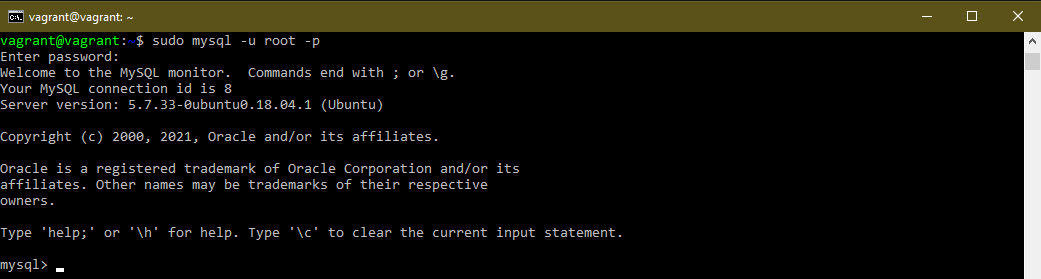 vagrant@vagrant: ~
vagrant@vagrant:~$ sudo mysql -u root -p
Enter password:
Welcome to the MySQL monitor.  Commands end with ; or \g.
Your MySQL connection id is 8
Server version: 5.7.33-0ubuntu0.18.04.1 (Ubuntu)
Copyright (c) 2000, 2021, Oracle and/or its affiliates.
Oracle is a registered trademark of Oracle Corporation and/or its
affiliates. Other names may be trademarks of their respective
owners.
Type 'help;' or '\h' for help. Type '\c' to clear the current input statement.
mysql>